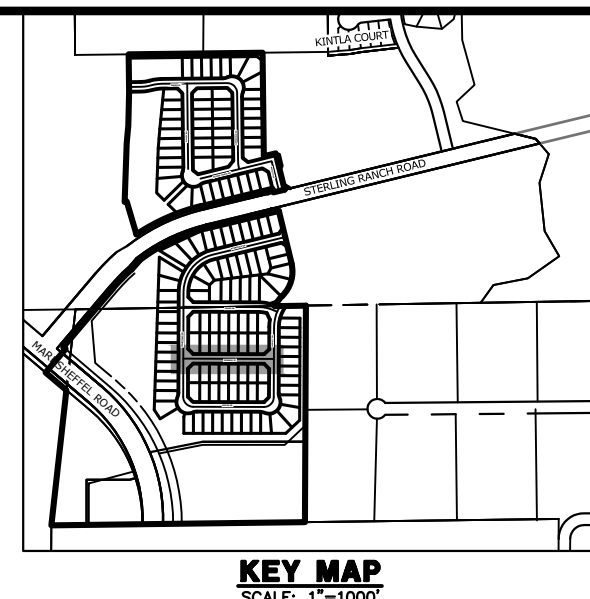 KINTLA COURT
STERLING RANCH ROAD
MARKSHEFFEL ROAD
KEY MAP
SCALE: 1"=1000'